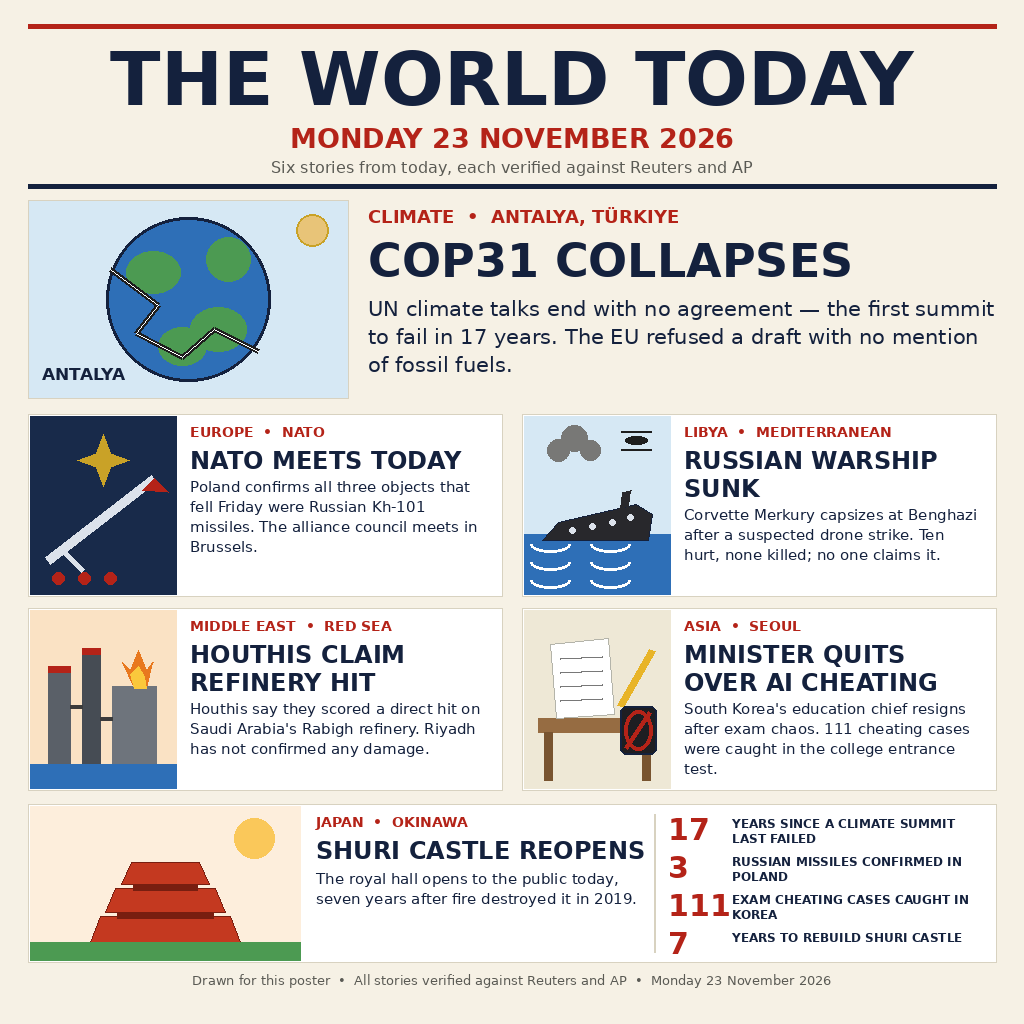 THE WORLD TODAY
MONDAY 23 NOVEMBER 2026
Six stories from today, each verified against Reuters and AP
ANTALYA
CLIMATE • ANTALYA, TÜRKIYE
COP31 COLLAPSES
UN climate talks end with no agreement — the first summit
to fail in 17 years. The EU refused a draft with no mention
of fossil fuels.
EUROPE • NATO
NATO MEETS TODAY
Poland confirms all three objects that
fell Friday were Russian Kh-101
missiles. The alliance council meets in
Brussels.
LIBYA • MEDITERRANEAN
RUSSIAN WARSHIP
SUNK
Corvette Merkury capsizes at Benghazi
after a suspected drone strike. Ten
hurt, none killed; no one claims it.
MIDDLE EAST • RED SEA
HOUTHIS CLAIM
REFINERY HIT
Houthis say they scored a direct hit on
Saudi Arabia's Rabigh refinery. Riyadh
has not confirmed any damage.
ASIA • SEOUL
MINISTER QUITS
OVER AI CHEATING
South Korea's education chief resigns
after exam chaos. 111 cheating cases
were caught in the college entrance
test.
JAPAN • OKINAWA
SHURI CASTLE REOPENS
The royal hall opens to the public today,
seven years after fire destroyed it in 2019.
17 YEARS SINCE A CLIMATE SUMMIT
LAST FAILED
3 RUSSIAN MISSILES CONFIRMED IN
POLAND
111 EXAM CHEATING CASES CAUGHT IN
KOREA
7 YEARS TO REBUILD SHURI CASTLE
Drawn for this poster • All stories verified against Reuters and AP • Monday 23 November 2026